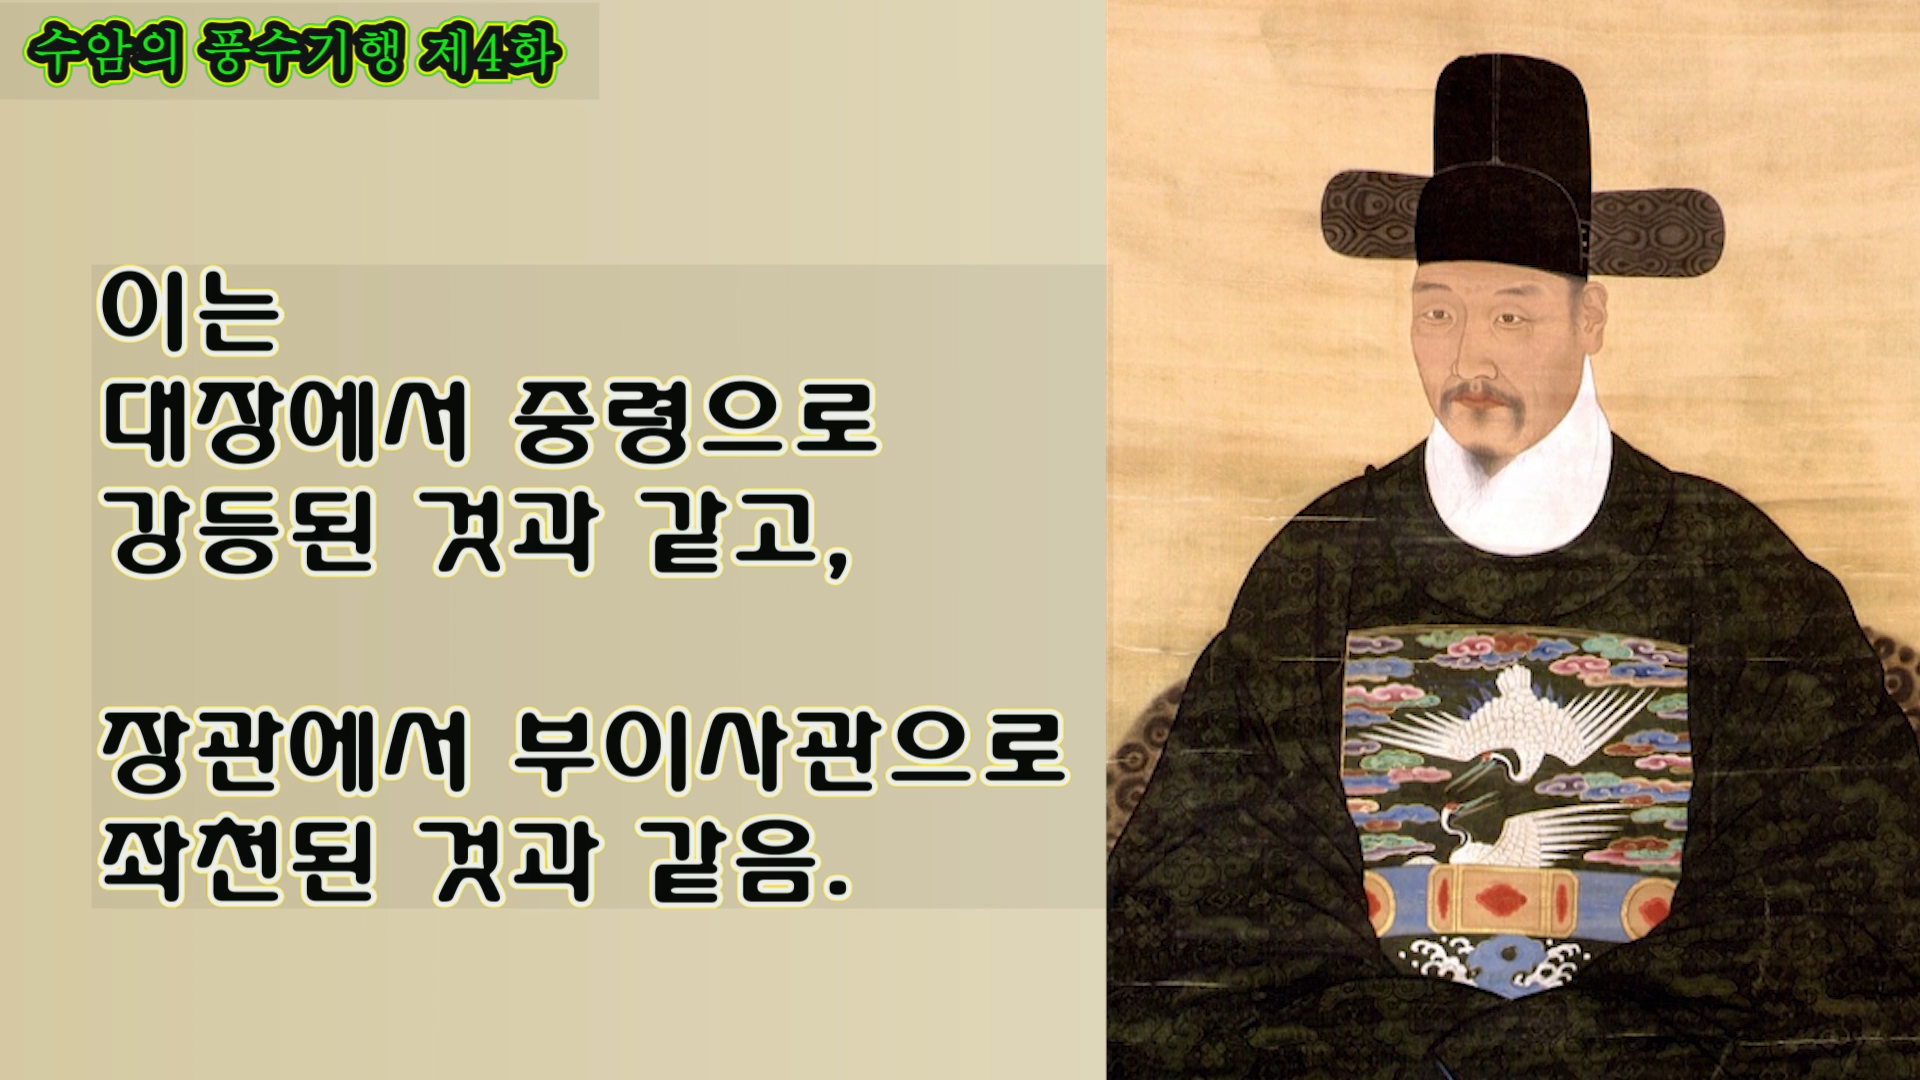 수암의 풍수기행 제4화
이는
대장에서 중령으로
강등된 것과 같고,
장관에서 부이사관으로
좌천된 것과 같음.